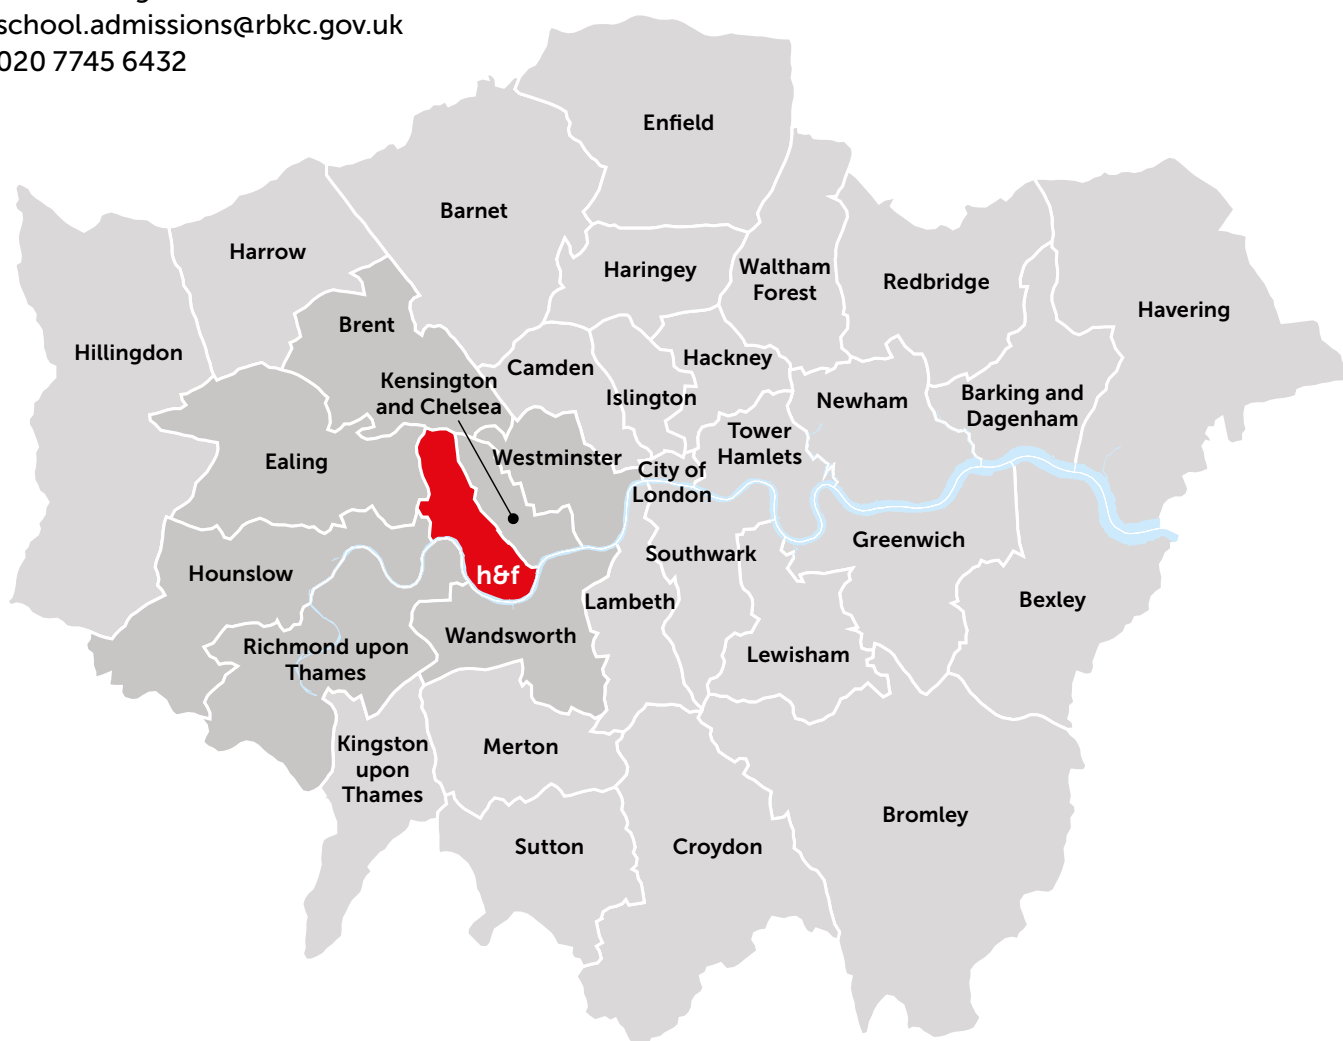 school.admissions@rbkc.gov.uk
020 7745 6432
Enfield
Barnet
Harrow
Haringey
Waltham
Forest
Redbridge
Havering
Brent
Hillingdon
Camden
Hackney
Kensington
and Chelsea
Islington
Newham
Barking and
Dagenham
Tower
Hamlets
Ealing
Westminster
City of
London
Southwark
Greenwich
Hounslow
h&f
Lambeth
Bexley
Wandsworth
Richmond upon
Thames
Lewisham
Kingston
upon
Thames
Merton
Bromley
Sutton
Croydon